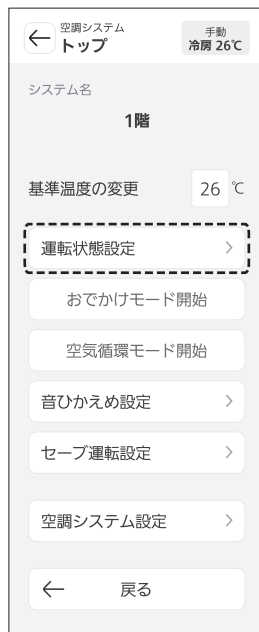 空調システム
トップ
手動
冷房 26℃
システム名
1階
基準温度の変更
26 ℃
運転状態設定
おでかけモード開始
空気循環モード開始
音ひかえめ設定
セーブ運転設定
空調システム設定
戻る